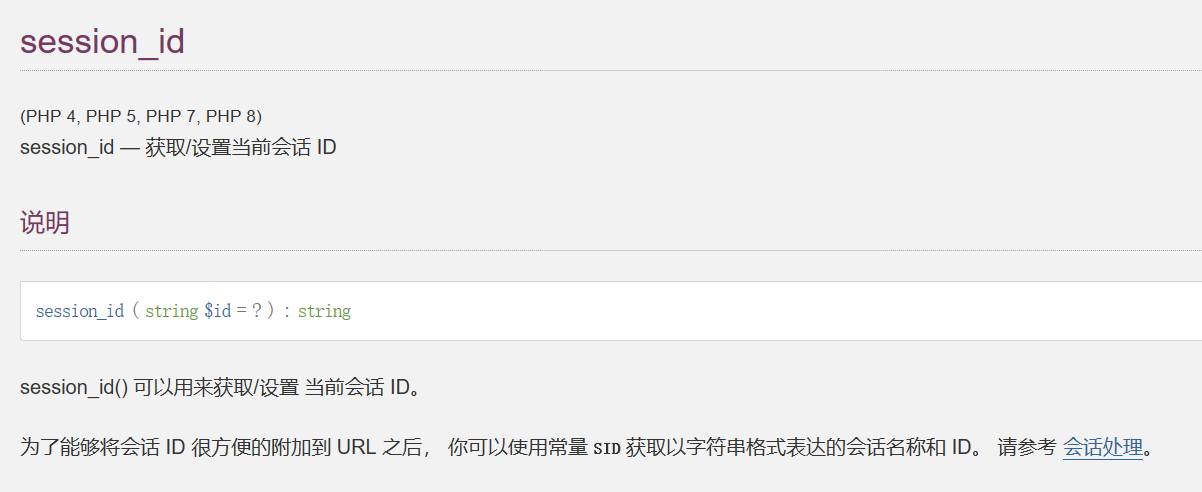 session_id
(PHP 4, PHP 5, PHP 7, PHP 8)
session_id — 获取/设置当前会话 ID
说明
session_id ( string $id = ? ) : string
session_id() 可以用来获取/设置 当前会话 ID。
为了能够将会话 ID 很方便的附加到 URL 之后， 你可以使用常量 SID 获取以字符串格式表达的会话名称和 ID。 请参考 会话处理。